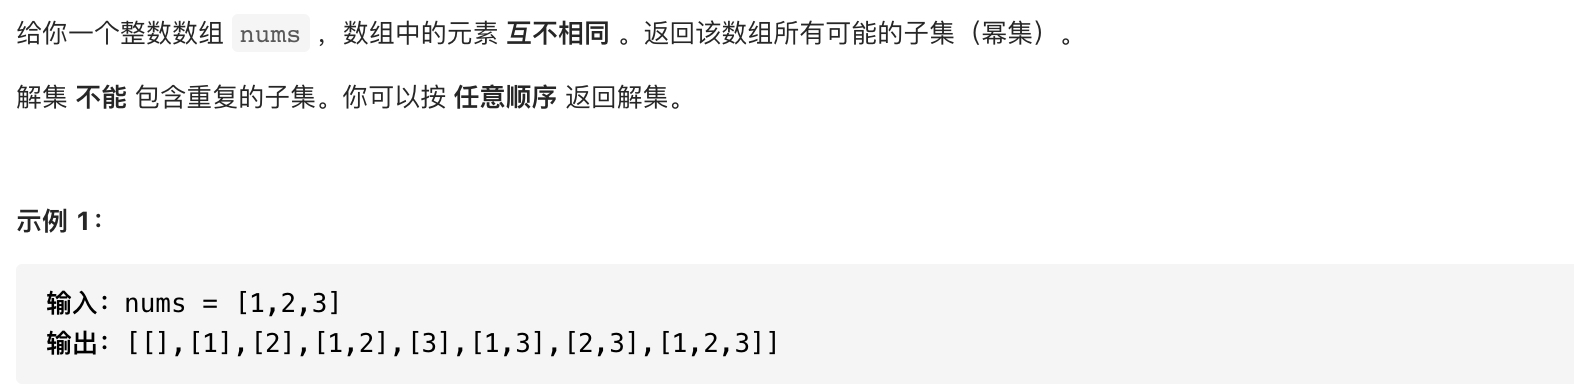 给你一个整数数组 nums ，数组中的元素 互不相同 。返回该数组所有可能的子集（幂集）。
解集 不能 包含重复的子集。你可以按 任意顺序 返回解集。
示例 1：
输入：nums = [1,2,3]
输出：[[],[1],[2],[1,2],[3],[1,3],[2,3],[1,2,3]]